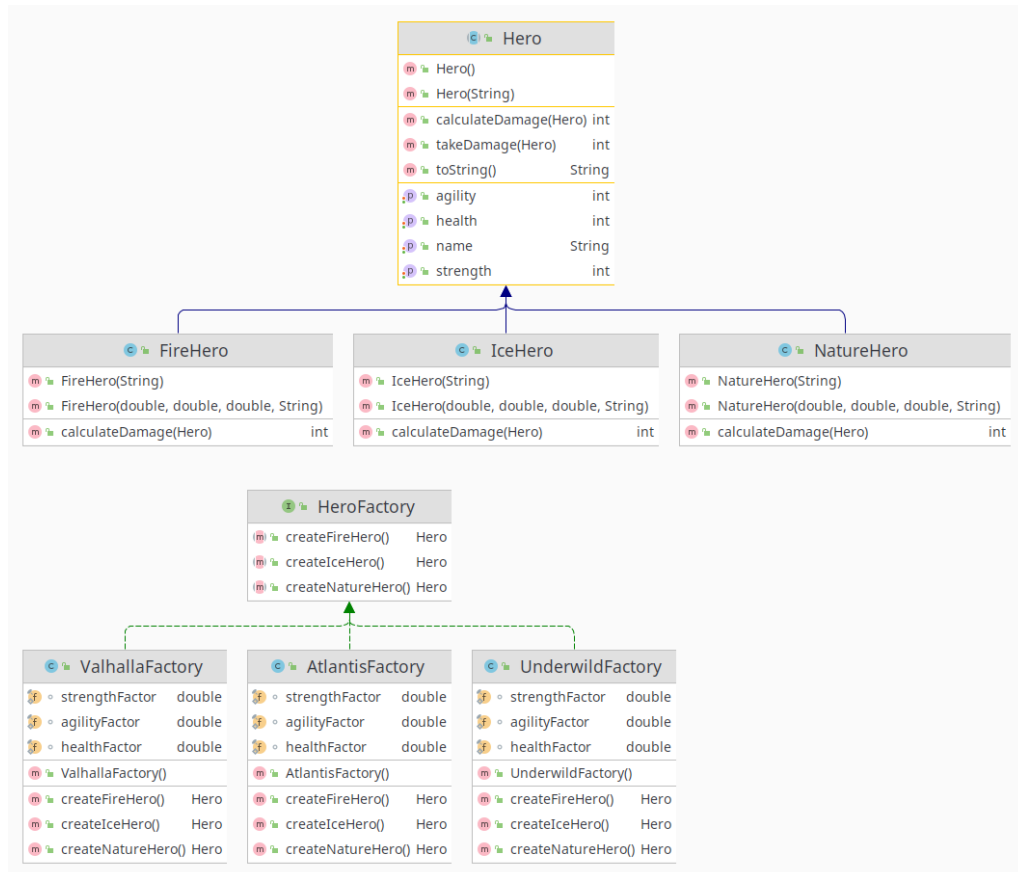 Hero
Hero()
Hero(String)
calculateDamage(Hero) int
takeDamage(Hero) int
toString() String
agility int
health int
name String
strength int
FireHero
FireHero(String)
FireHero(double, double, double, String)
calculateDamage(Hero) int
IceHero
IceHero(String)
IceHero(double, double, double, String)
calculateDamage(Hero) int
NatureHero
NatureHero(String)
NatureHero(double, double, double, String)
calculateDamage(Hero) int
HeroFactory
createFireHero() Hero
createIceHero() Hero
createNatureHero() Hero
ValhallaFactory
strengthFactor double
agilityFactor double
healthFactor double
ValhallaFactory()
createFireHero() Hero
createIceHero() Hero
createNatureHero() Hero
AtlantisFactory
strengthFactor double
agilityFactor double
healthFactor double
AtlantisFactory()
createFireHero() Hero
createIceHero() Hero
createNatureHero() Hero
UnderwildFactory
strengthFactor double
agilityFactor double
healthFactor double
UnderwildFactory()
createFireHero() Hero
createIceHero() Hero
createNatureHero() Hero